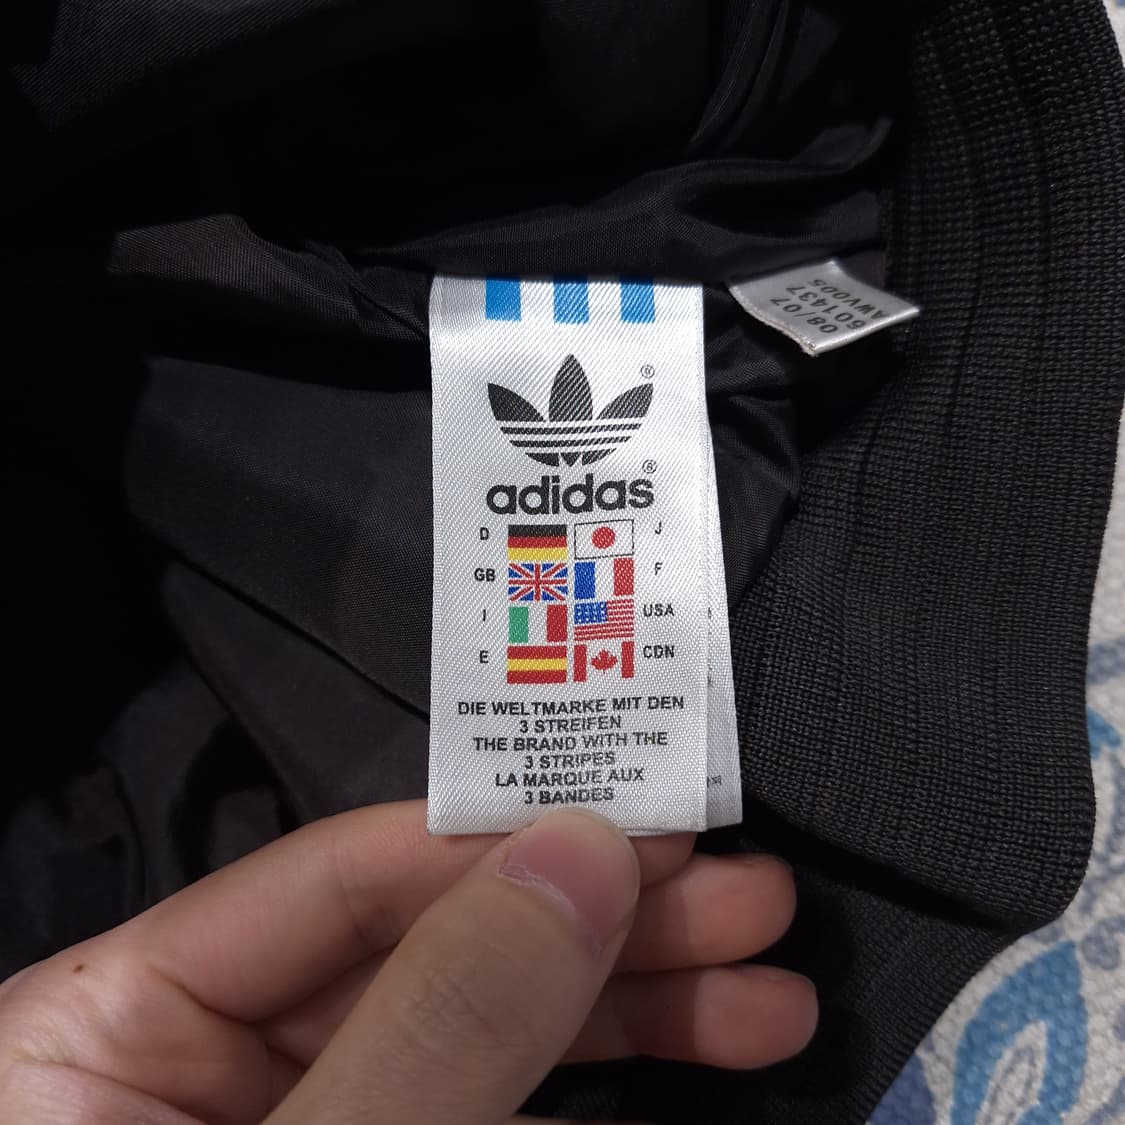 ®
®
adidas
D J
GB F
I USA
E CDN
DIE WELTMARKE MIT DEN
3 STREIFEN
THE BRAND WITH THE
3 STRIPES
LA MARQUE AUX
3 BANDES
08/07
601437
AWV005